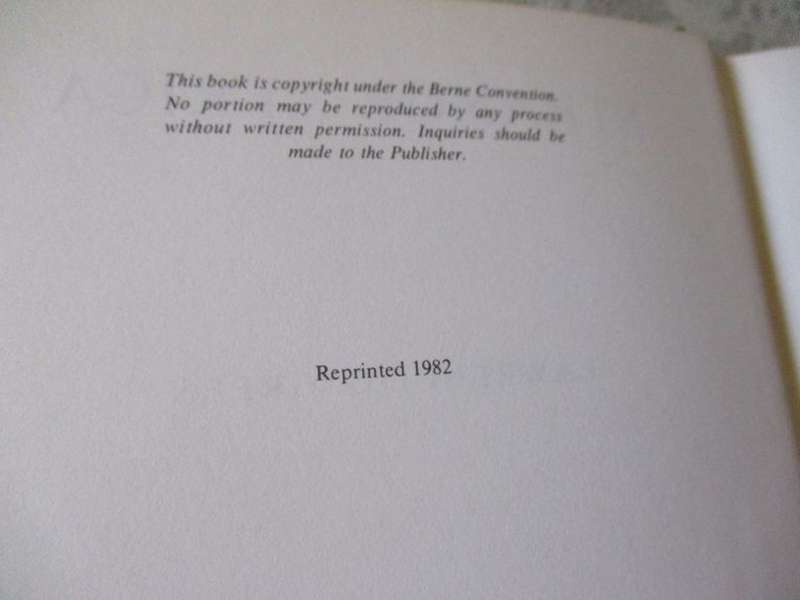 This book is copyright under the Berne Convention.
No portion may be reproduced by any process
without written permission. Inquiries should be
made to the Publisher.
Reprinted 1982